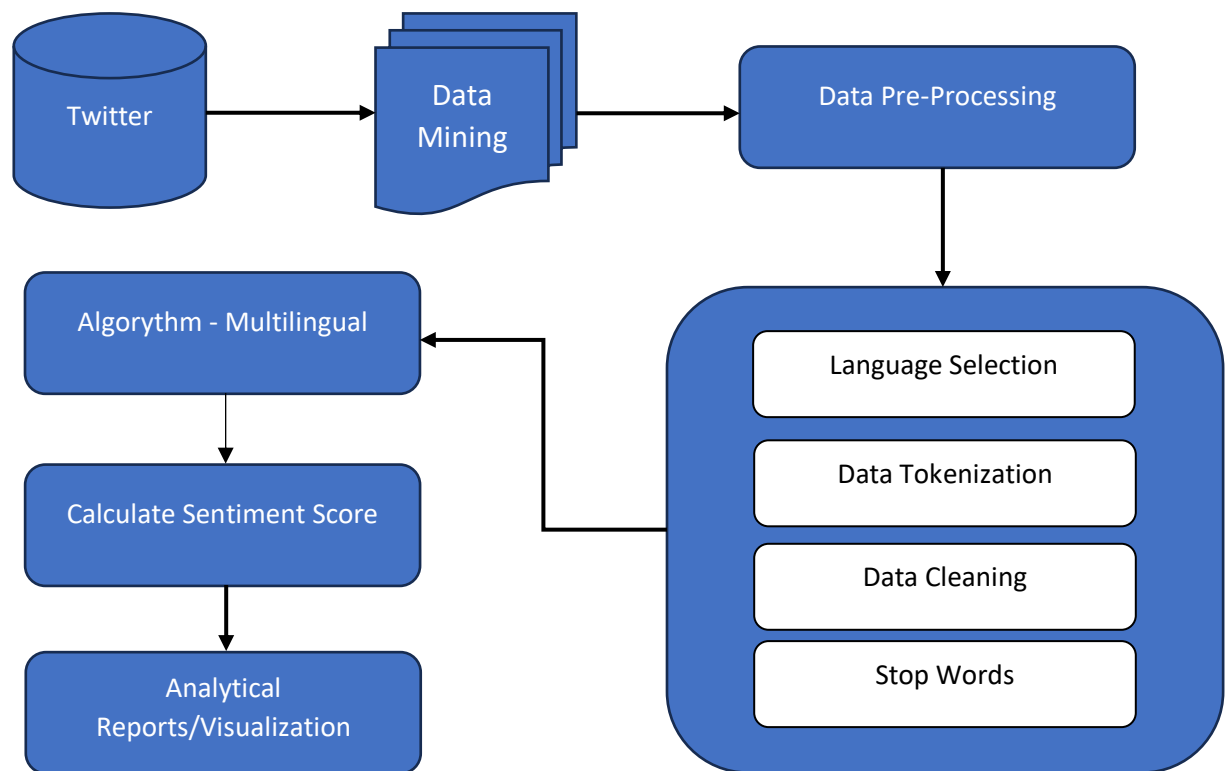 Twitter
Data
Mining
Data Pre-Processing
Language Selection
Data Tokenization
Data Cleaning
Stop Words
Algorythm - Multilingual
Calculate Sentiment Score
Analytical
Reports/Visualization